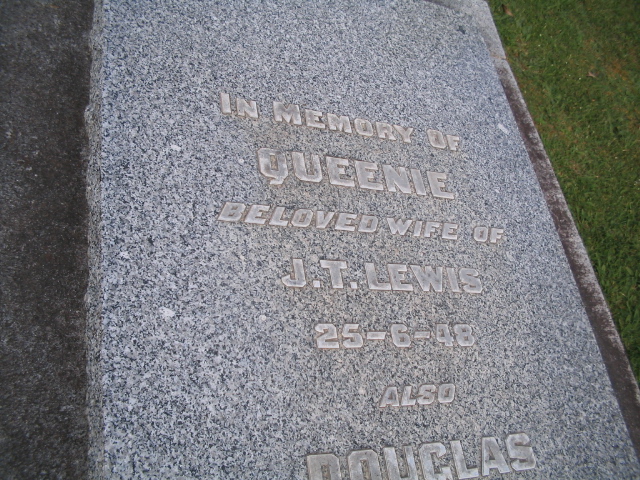 IN MEMORY OF
QUEENIE
BELOVED WIFE OF
J.T. LEWIS
25-6-48
ALSO
DOUGLAS